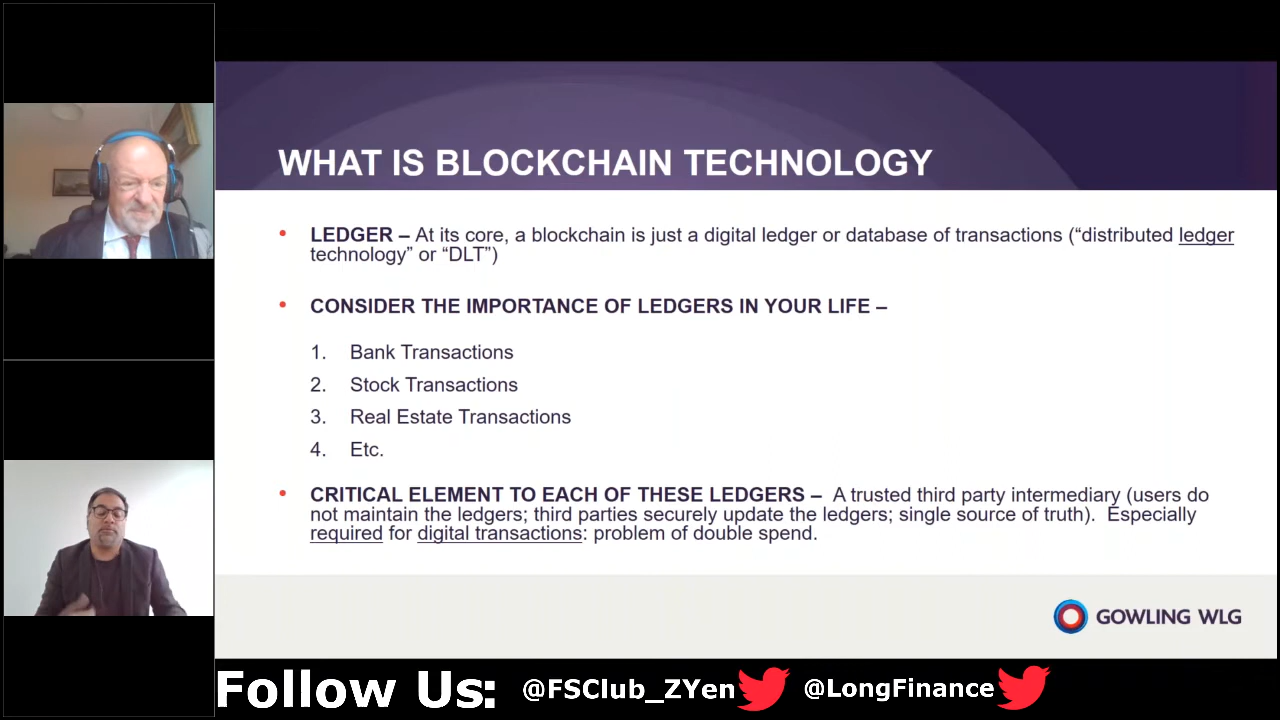 WHAT IS BLOCKCHAIN TECHNOLOGY
• LEDGER – At its core, a blockchain is just a digital ledger or database of transactions (“distributed ledger
technology” or “DLT”)
• CONSIDER THE IMPORTANCE OF LEDGERS IN YOUR LIFE –
1. Bank Transactions
2. Stock Transactions
3. Real Estate Transactions
4. Etc.
• CRITICAL ELEMENT TO EACH OF THESE LEDGERS – A trusted third party intermediary (users do
not maintain the ledgers; third parties securely update the ledgers; single source of truth). Especially
required for digital transactions: problem of double spend.
GOWLING WLG
Follow Us: @FSClub_ZYen @LongFinance